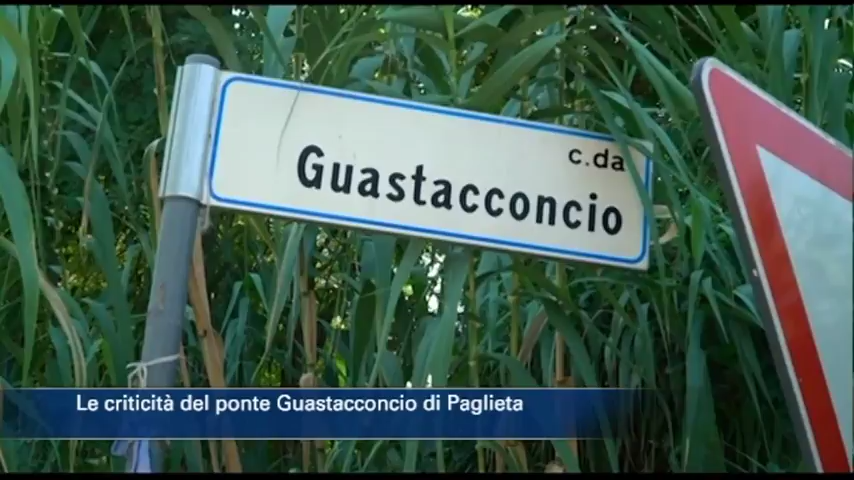 c.da
Guastacconcio
Le criticità del ponte Guastacconcio di Paglieta